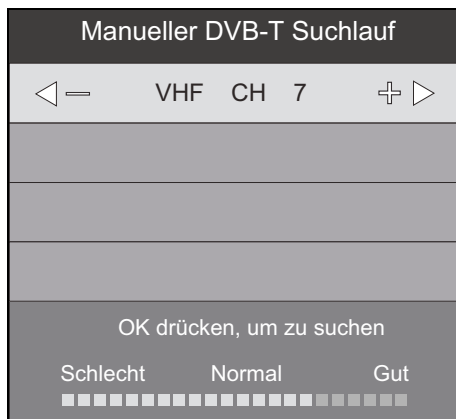 Manueller DVB-T Suchlauf
VHF CH 7
OK drücken, um zu suchen
Schlecht Normal Gut